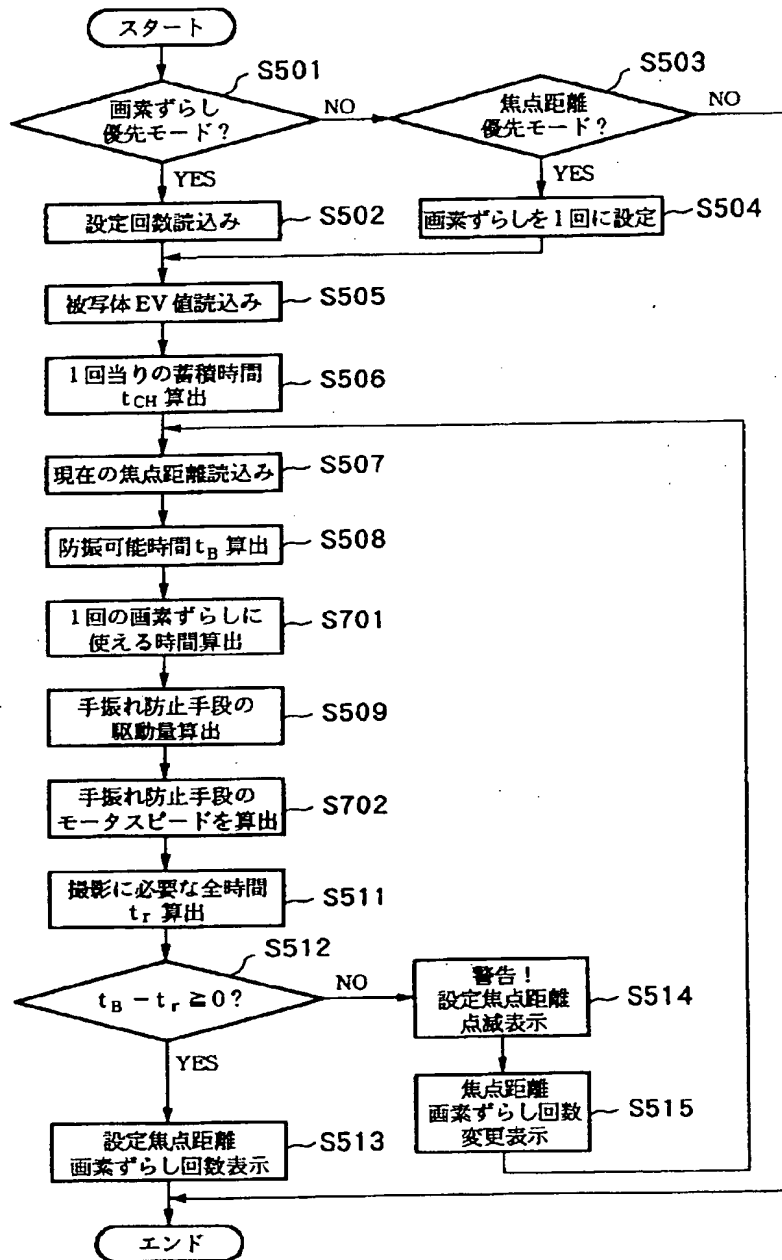 スタート
S501
画素ずらし
優先モード?
NO
YES
S503
焦点距離
優先モード?
NO
YES
設定回数読込み
S502
画素ずらしを1回に設定
S504
被写体EV値読込み
S505
1回当りの蓄積時間
tCH 算出
S506
現在の焦点距離読込み
S507
防振可能時間 tB 算出
S508
1回の画素ずらしに
使える時間算出
S701
手振れ防止手段の
駆動量算出
S509
手振れ防止手段の
モータスピードを算出
S702
撮影に必要な全時間
tr 算出
S511
S512
tB − tr ≧ 0?
NO
YES
警告!
設定焦点距離
点滅表示
S514
焦点距離
画素ずらし回数
変更表示
S515
設定焦点距離
画素ずらし回数表示
S513
エンド